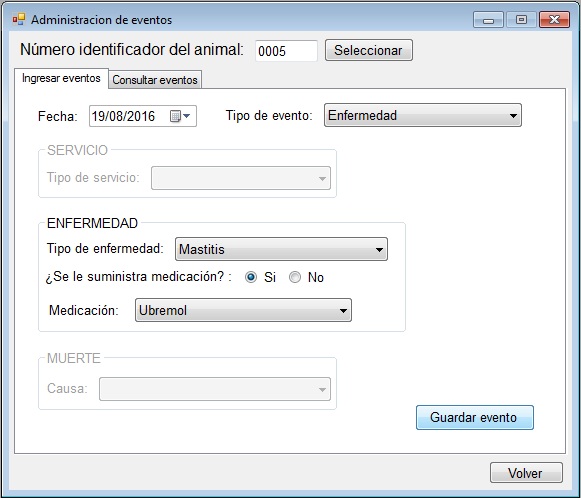 Administracion de eventos
Número identificador del animal: 0005 Seleccionar
Ingresar eventos Consultar eventos
Fecha: 19/08/2016 Tipo de evento: Enfermedad
SERVICIO
Tipo de servicio:
ENFERMEDAD
Tipo de enfermedad: Mastitis
¿Se le suministra medicación? : Si No
Medicación: Ubremol
MUERTE
Causa:
Guardar evento
Volver